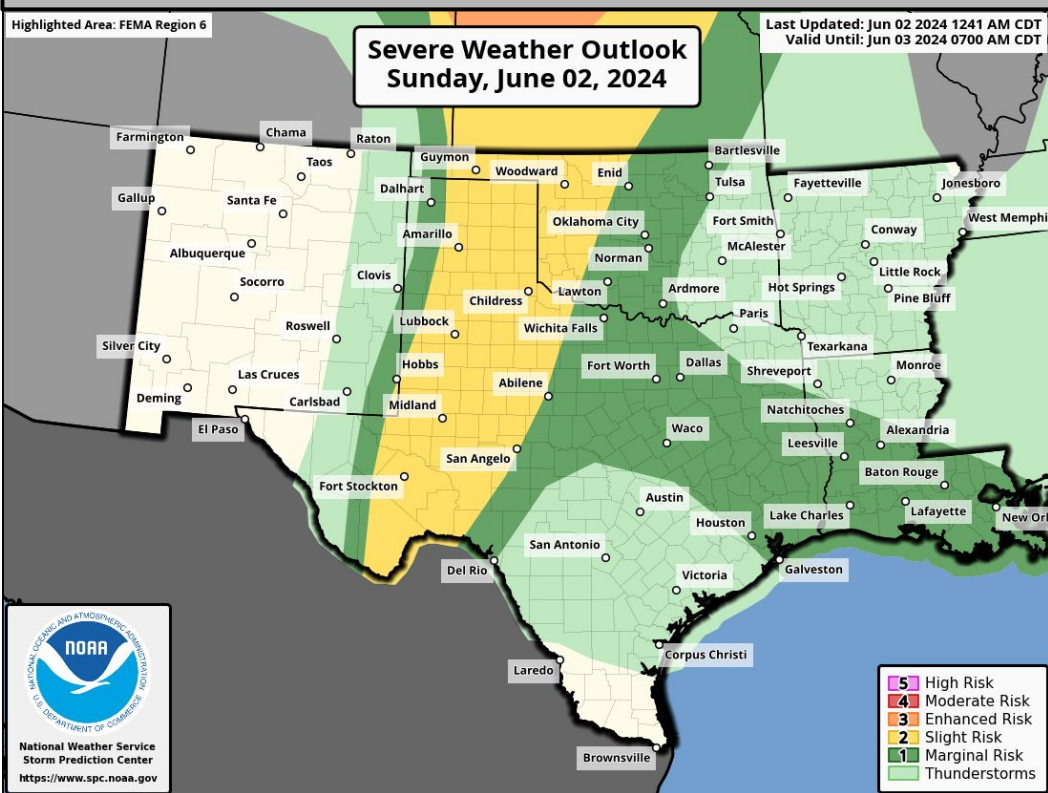 Highlighted Area: FEMA Region 6
Severe Weather Outlook
Sunday, June 02, 2024
Last Updated: Jun 02 2024 1241 AM CDT
Valid Until: Jun 03 2024 0700 AM CDT
Farmington
Chama
Raton
Taos
Guymon
Woodward
Enid
Bartlesville
Tulsa
Fayetteville
Jonesboro
Gallup
Santa Fe
Dalhart
Oklahoma City
Fort Smith
West Memphi
Albuquerque
Amarillo
Norman
McAlester
Conway
Socorro
Clovis
Childress
Lawton
Ardmore
Hot Springs
Little Rock
Pine Bluff
Roswell
Lubbock
Wichita Falls
Paris
Texarkana
Silver City
Hobbs
Fort Worth
Dallas
Shreveport
Monroe
Deming
Las Cruces
Carlsbad
Midland
Abilene
Natchitoches
El Paso
Waco
Leesville
Alexandria
San Angelo
Baton Rouge
Fort Stockton
Austin
Houston
Lake Charles
Lafayette
New Orl
San Antonio
Del Rio
Victoria
Galveston
Laredo
Corpus Christi
Brownsville
NATIONAL OCEANIC AND ATMOSPHERIC ADMINISTRATION
NOAA
U.S. DEPARTMENT OF COMMERCE
National Weather Service
Storm Prediction Center
https://www.spc.noaa.gov
5 High Risk
4 Moderate Risk
3 Enhanced Risk
2 Slight Risk
1 Marginal Risk
Thunderstorms